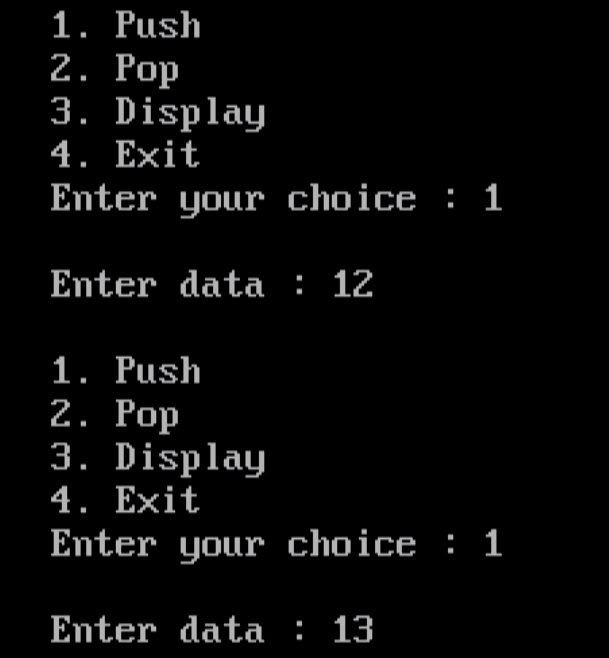 1. Push
2. Pop
3. Display
4. Exit
Enter your choice : 1
Enter data : 12
1. Push
2. Pop
3. Display
4. Exit
Enter your choice : 1
Enter data : 13